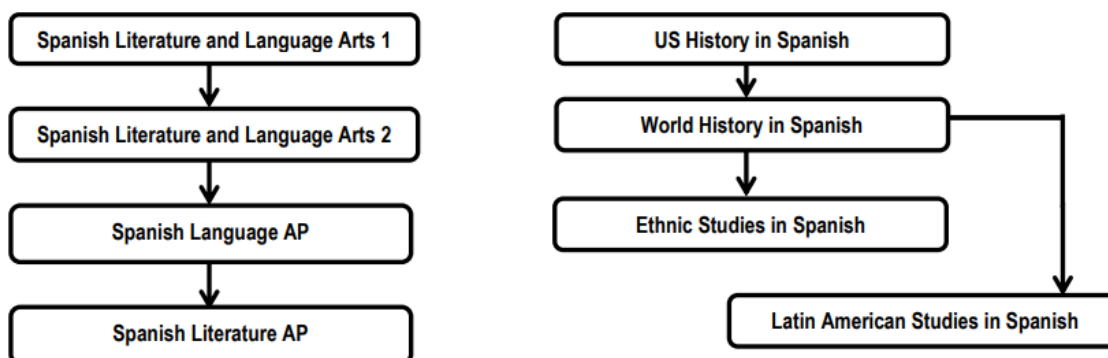 Spanish Literature and Language Arts 1
Spanish Literature and Language Arts 2
Spanish Language AP
Spanish Literature AP
US History in Spanish
World History in Spanish
Ethnic Studies in Spanish
Latin American Studies in Spanish